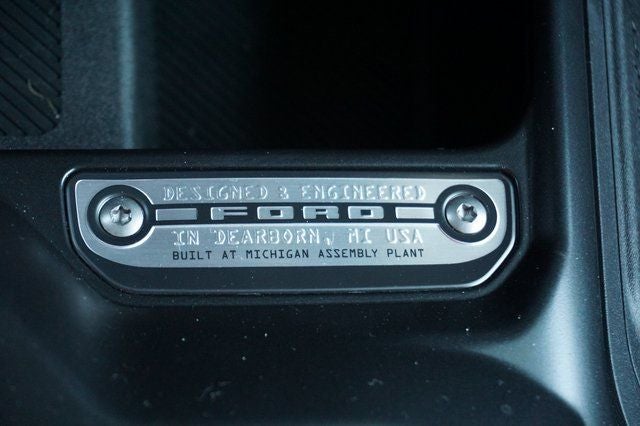 DESIGNED & ENGINEERED
FORD
IN DEARBORN, MI USA
BUILT AT MICHIGAN ASSEMBLY PLANT